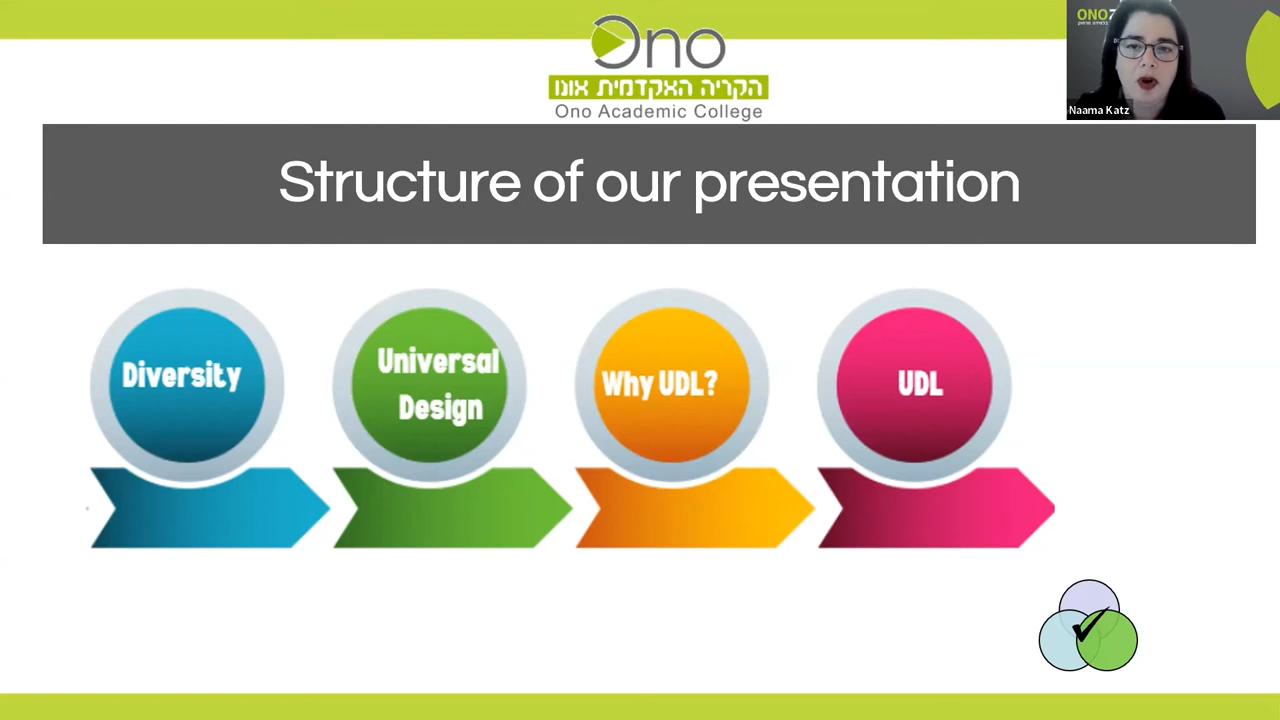 Ono
הקריה האקדמית אונו
Ono Academic College
ONO
Naama Katz
Structure of our presentation
Diversity
Universal
Design
Why UDL?
UDL